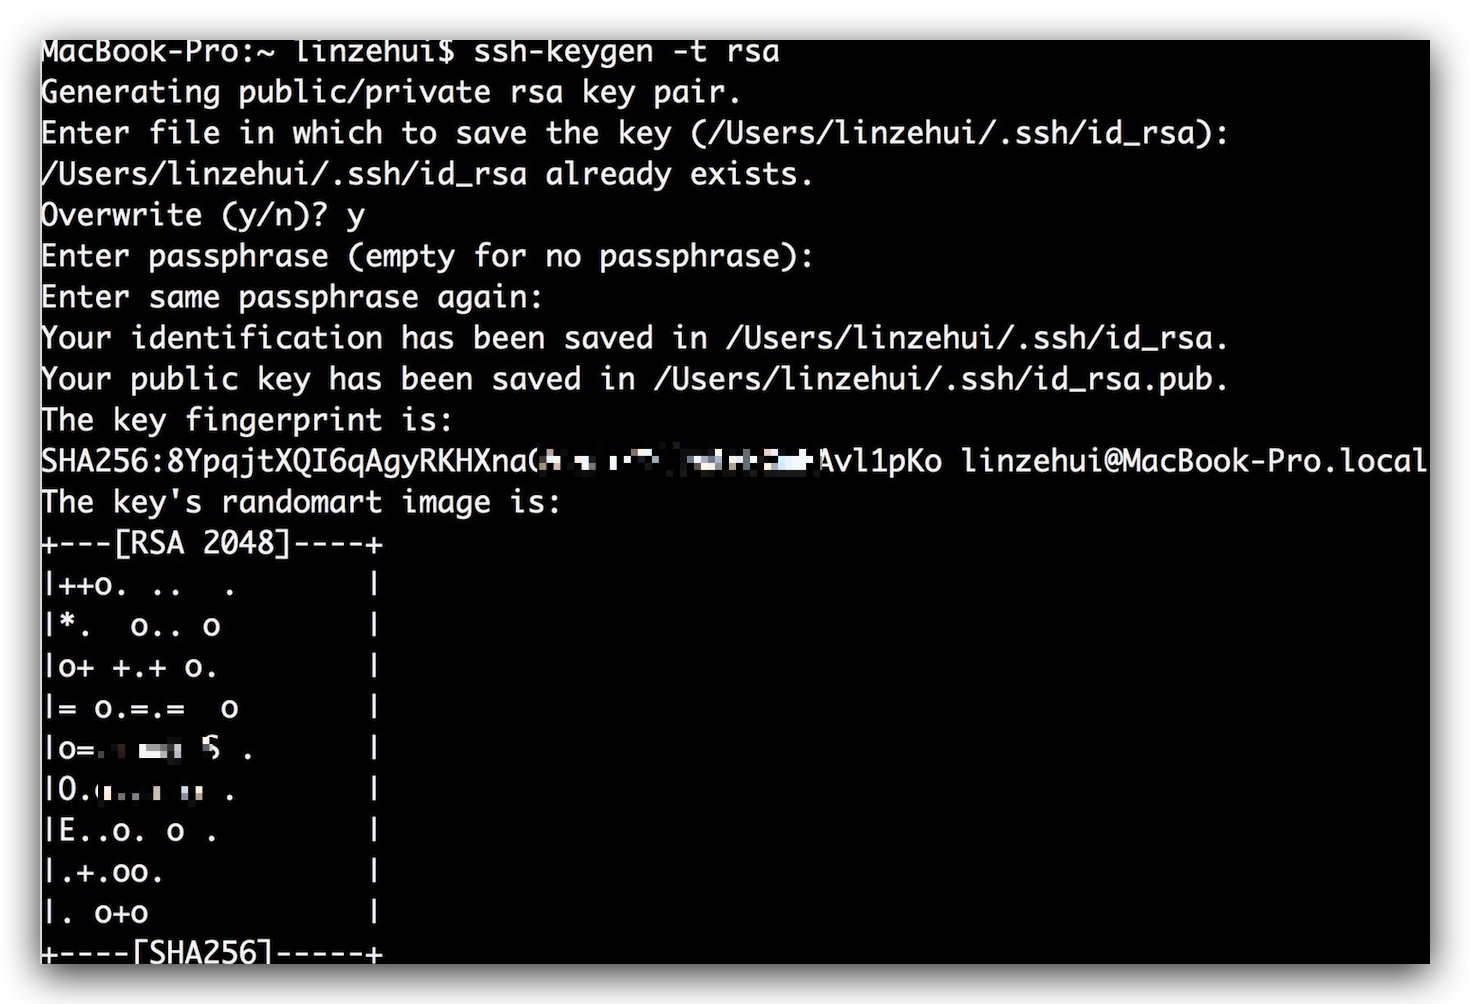 MacBook-Pro:~ linzehui$ ssh-keygen -t rsa
Generating public/private rsa key pair.
Enter file in which to save the key (/Users/linzehui/.ssh/id_rsa):
/Users/linzehui/.ssh/id_rsa already exists.
Overwrite (y/n)? y
Enter passphrase (empty for no passphrase):
Enter same passphrase again:
Your identification has been saved in /Users/linzehui/.ssh/id_rsa.
Your public key has been saved in /Users/linzehui/.ssh/id_rsa.pub.
The key fingerprint is:
SHA256:8YpqjtXQI6qAgyRKHXna Avl1pKo linzehui@MacBook-Pro.local
The key's randomart image is:
+---[RSA 2048]----+
|++o. ..  .       |
|*.  o.. o        |
|o+ +.+ o.        |
|= o.=.=  o       |
|o= S .       |
|O. .       |
|E..o. o .        |
|.+.oo.           |
|. o+o            |
+----[SHA256]-----+